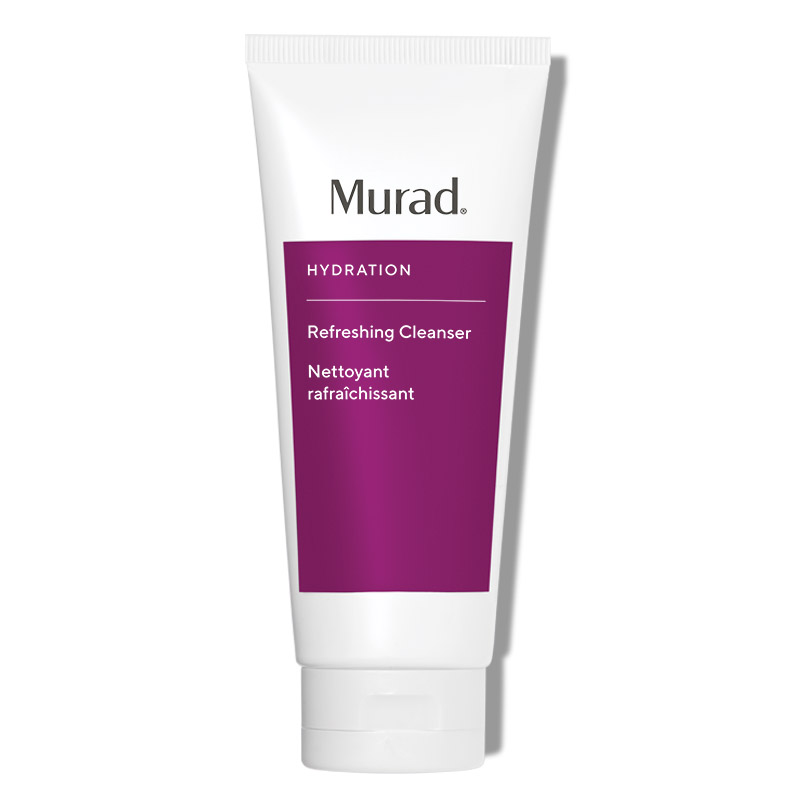 Murad®
HYDRATION
Refreshing Cleanser
Nettoyant
rafraîchissant